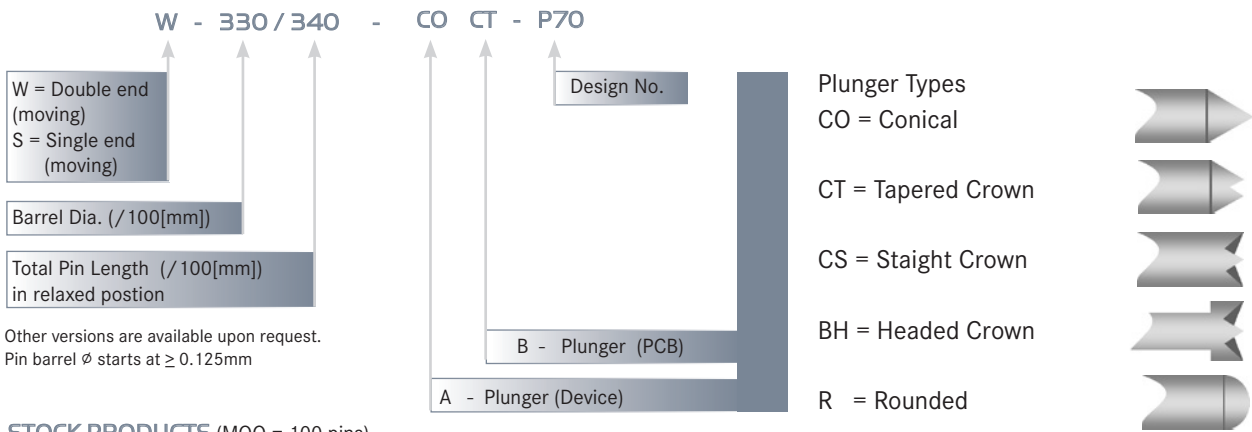 W - 330 / 340 - CO CT - P70
W = Double end
(moving)
S = Single end
(moving)
Design No.
Barrel Dia. (/100[mm])
Total Pin Length (/100[mm])
in relaxed postion
Other versions are available upon request.
Pin barrel Ø starts at ≥ 0.125mm
B - Plunger (PCB)
A - Plunger (Device)
Plunger Types
CO = Conical
CT = Tapered Crown
CS = Staight Crown
BH = Headed Crown
R = Rounded
STOCK PRODUCTS (MOQ = 100 pins)